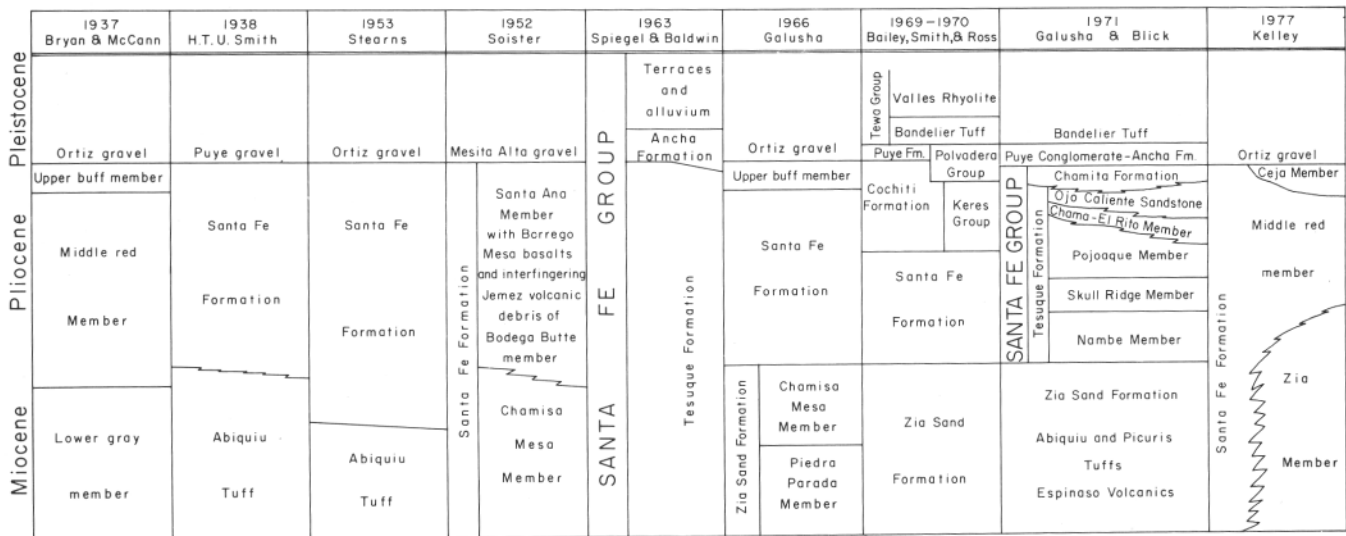 1937
Bryan & McCann
1938
H.T.U. Smith
1953
Stearns
1952
Soister
1963
Spiegel & Baldwin
1966
Galusha
1969-1970
Bailey, Smith, & Ross
1971
Galusha & Blick
1977
Kelley
Pleistocene
Pliocene
Miocene
Ortiz gravel
Upper buff member
Middle red
Member
Lower gray
member
Puye gravel
Santa Fe
Formation
Abiquiu
Tuff
Ortiz gravel
Santa Fe
Formation
Abiquiu
Tuff
Mesita Alta gravel
Santa Fe Formation
Santa Ana
Member
with Borrego
Mesa basalts
and interfingering
Jemez volcanic
debris of
Bodega Butte
member
Chamisa
Mesa
Member
SANTA FE GROUP
Terraces
and
alluvium
Ancha
Formation
Tesuque Formation
Ortiz gravel
Upper buff member
Santa Fe
Formation
Zia Sand Formation
Chamisa
Mesa
Member
Piedra
Parada
Member
Tewa Group
Valles Rhyolite
Bandelier Tuff
Puye Fm.
Polvadera
Group
Cochiti
Formation
Keres
Group
Santa Fe
Formation
Zia Sand
Formation
Bandelier Tuff
Puye Conglomerate-Ancha Fm.
SANTA FE GROUP
Tesuque Formation
Chamita Formation
Ojo Caliente Sandstone
Chama-El Rito Member
Pojoaque Member
Skull Ridge Member
Nambe Member
Zia Sand Formation
Abiquiu and Picuris
Tuffs
Espinaso Volcanics
Ortiz gravel
Ceja Member
Middle red
member
Santa Fe Formation
Zia
Member